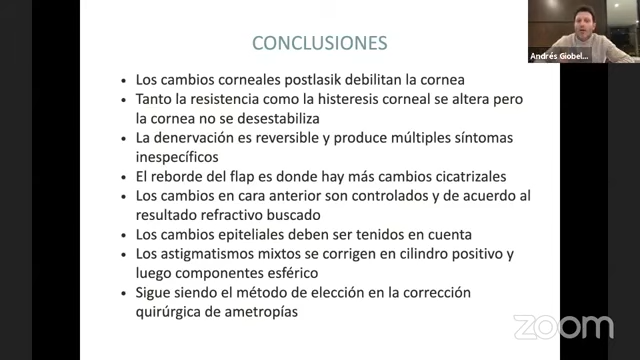 CONCLUSIONES
Andrés Giobel...
• Los cambios corneales postlasik debilitan la cornea
• Tanto la resistencia como la histeresis corneal se altera pero
la cornea no se desestabiliza
• La denervación es reversible y produce múltiples síntomas
inespecíficos
• El reborde del flap es donde hay más cambios cicatrizales
• Los cambios en cara anterior son controlados y de acuerdo al
resultado refractivo buscado
• Los cambios epiteliales deben ser tenidos en cuenta
• Los astigmatismos mixtos se corrigen en cilindro positivo y
luego componentes esférico
• Sigue siendo el método de elección en la corrección
quirúrgica de ametropías
zoom